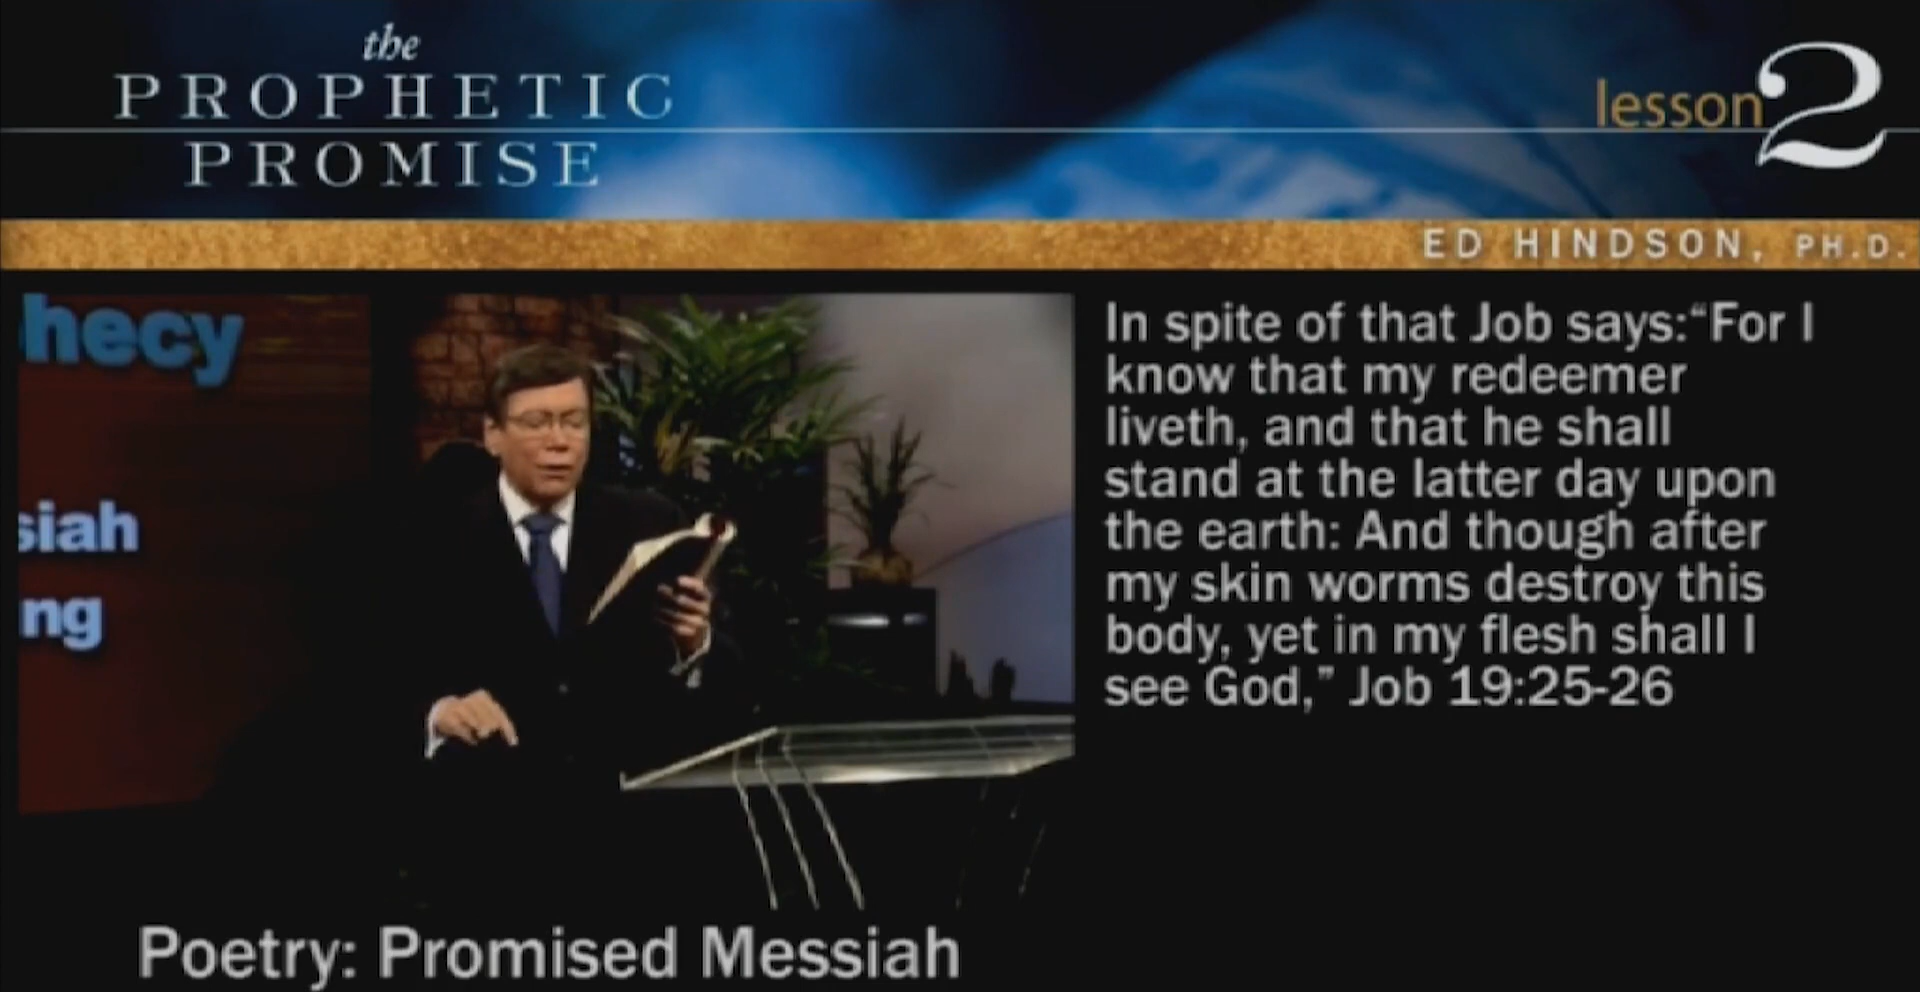 the
PROPHETIC
PROMISE
lesson 2
ED HINDSON, PH.D.
hecy
siah
ng
In spite of that Job says:“For I
know that my redeemer
liveth, and that he shall
stand at the latter day upon
the earth: And though after
my skin worms destroy this
body, yet in my flesh shall I
see God,” Job 19:25-26
Poetry: Promised Messiah